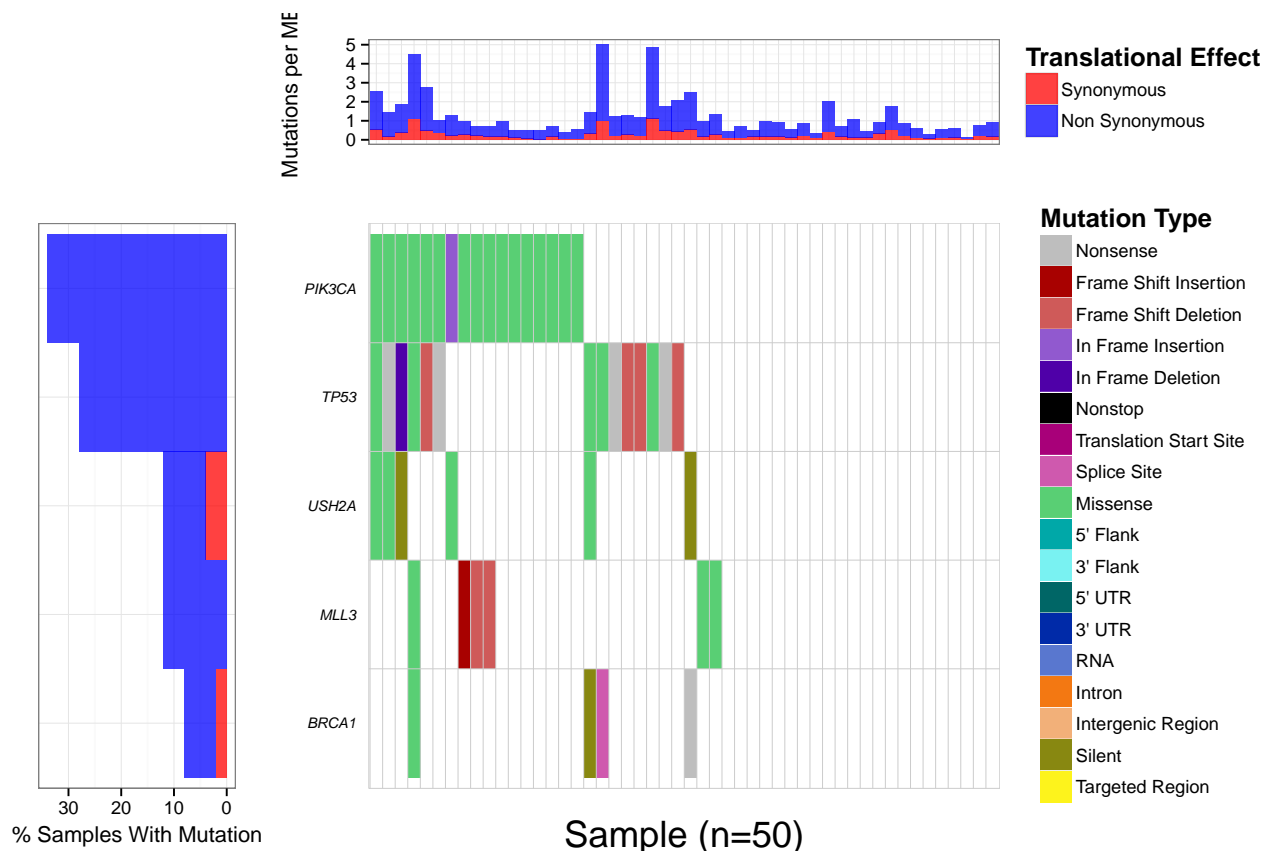 Mutations per MB
5
4
3
2
1
0
Translational Effect
Synonymous
Non Synonymous
PIK3CA
TP53
USH2A
MLL3
BRCA1
30 20 10 0
% Samples With Mutation
Sample (n=50)
Mutation Type
Nonsense
Frame Shift Insertion
Frame Shift Deletion
In Frame Insertion
In Frame Deletion
Nonstop
Translation Start Site
Splice Site
Missense
5' Flank
3' Flank
5' UTR
3' UTR
RNA
Intron
Intergenic Region
Silent
Targeted Region